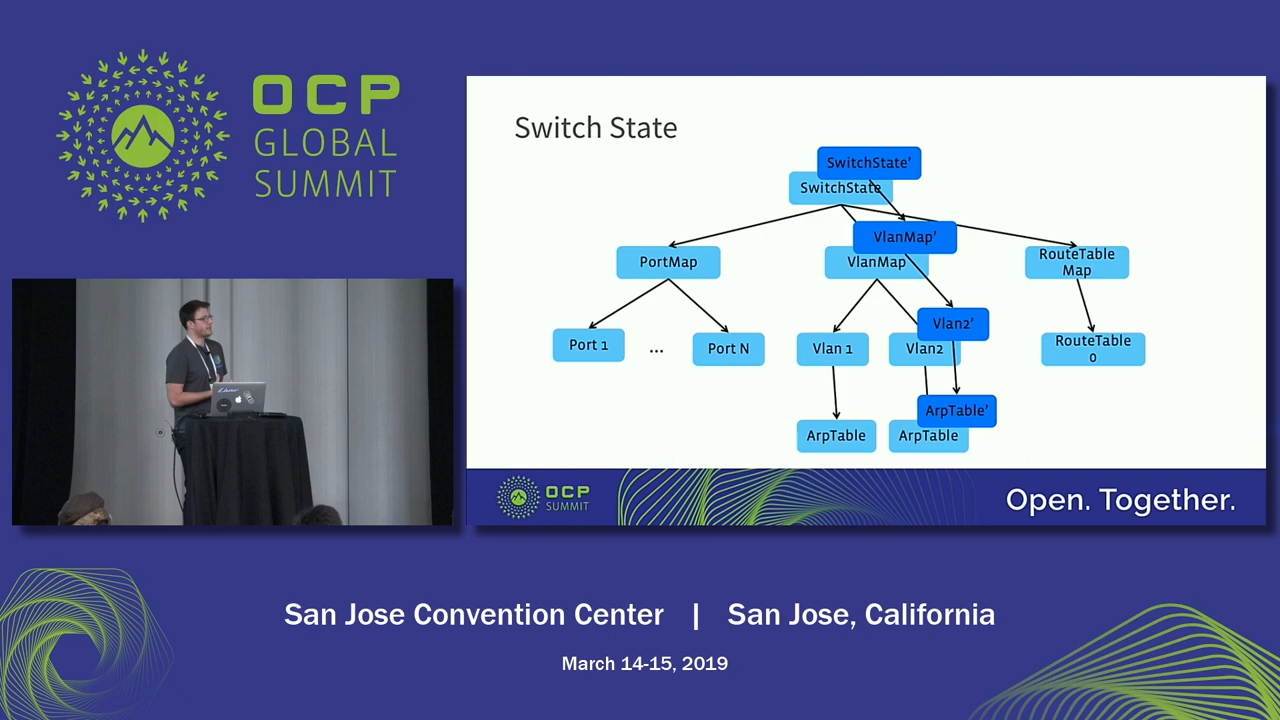 OCP
GLOBAL
SUMMIT
Switch State
SwitchState’
SwitchState
VlanMap’
PortMap
VlanMap
RouteTable
Map
Vlan2’
Port 1
...
Port N
Vlan 1
Vlan2
RouteTable
0
ArpTable’
ArpTable
ArpTable
OCP
SUMMIT
Open. Together.
San Jose Convention Center | San Jose, California
March 14-15, 2019